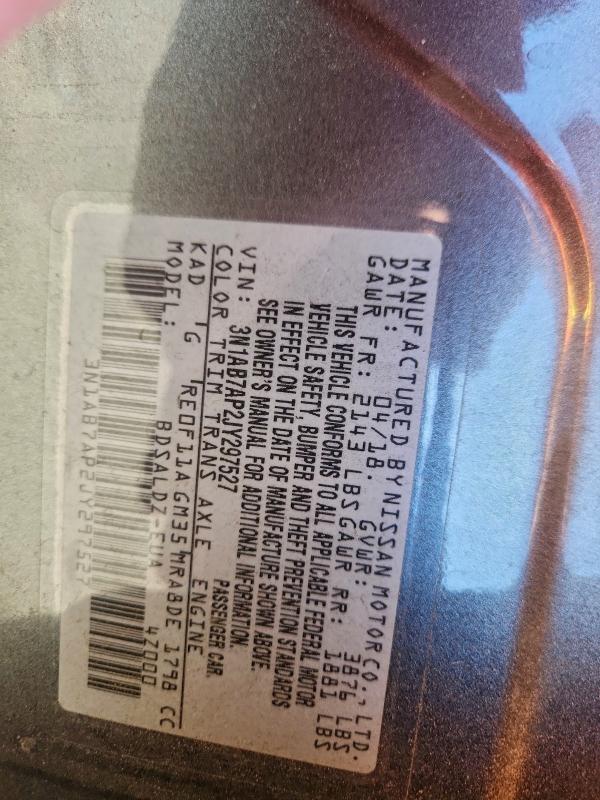 MANUFACTURED BY NISSAN MOTOR CO., LTD.
DATE: 04/18. GVWR: 3876 LBS
GAWR FR: 2143 LBS GAWR RR: 1881 LBS
THIS VEHICLE CONFORMS TO ALL APPLICABLE FEDERAL MOTOR
VEHICLE SAFETY, BUMPER AND THEFT PREVENTION STANDARDS
IN EFFECT ON THE DATE OF MANUFACTURE SHOWN ABOVE.
SEE OWNER'S MANUAL FOR ADDITIONAL INFORMATION.
VIN: 3N1AB7AP2JY297527 PASSENGER CAR
COLOR TRIM TRANS AXLE ENGINE
KAD G RE0F11A GM35 MRA8DE 1798 CC
MODEL: BDSALDZ-EUA 47000
3N1AB7AP2JY297527